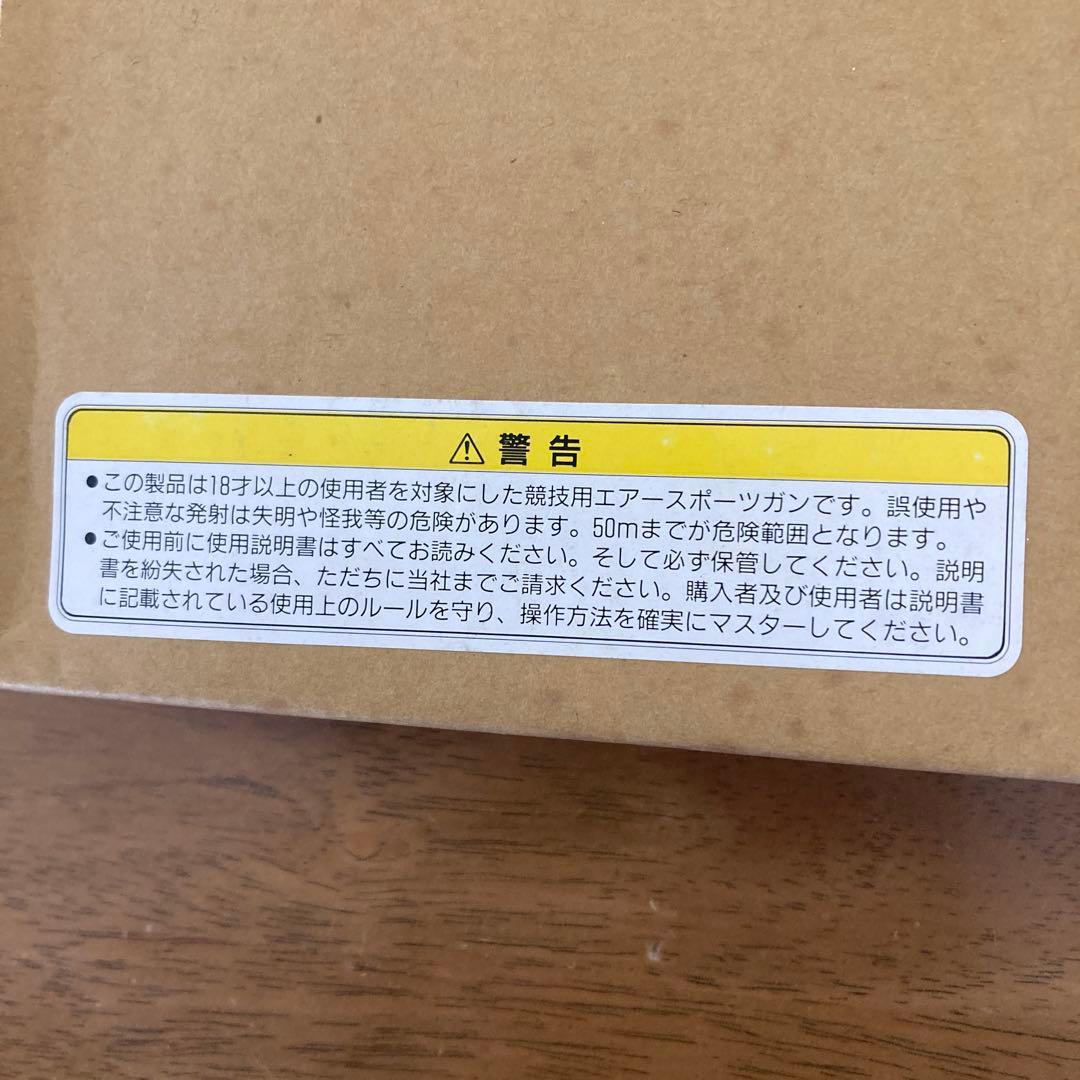 ⚠警告
●この製品は18才以上の使用者を対象にした競技用エアースポーツガンです。誤使用や
不注意な発射は失明や怪我等の危険があります。50mまでが危険範囲となります。
●ご使用前に使用説明書はすべてお読みください。そして必ず保管してください。説明
書を紛失された場合、ただちに当社までご請求ください。購入者及び使用者は説明書
に記載されている使用上のルールを守り、操作方法を確実にマスターしてください。